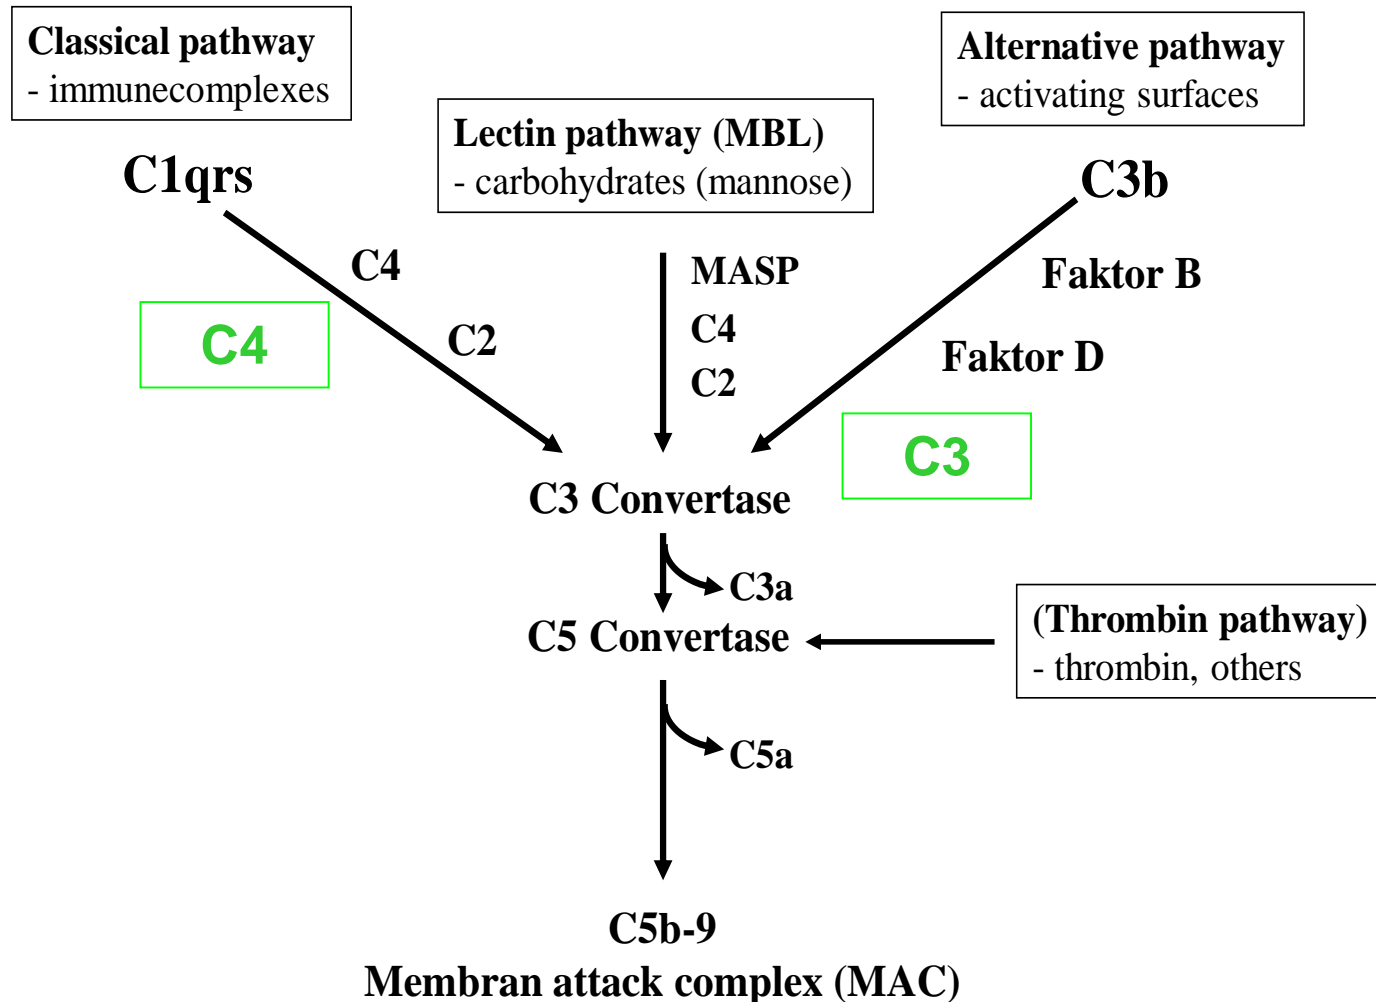 Classical pathway
- immunecomplexes
Alternative pathway
- activating surfaces
Lectin pathway (MBL)
- carbohydrates (mannose)
C1qrs
C3b
C4
MASP
Faktor B
C4
C2
C4
Faktor D
C2
C3
C3 Convertase
C3a
C5 Convertase
(Thrombin pathway)
- thrombin, others
C5a
C5b-9
Membran attack complex (MAC)